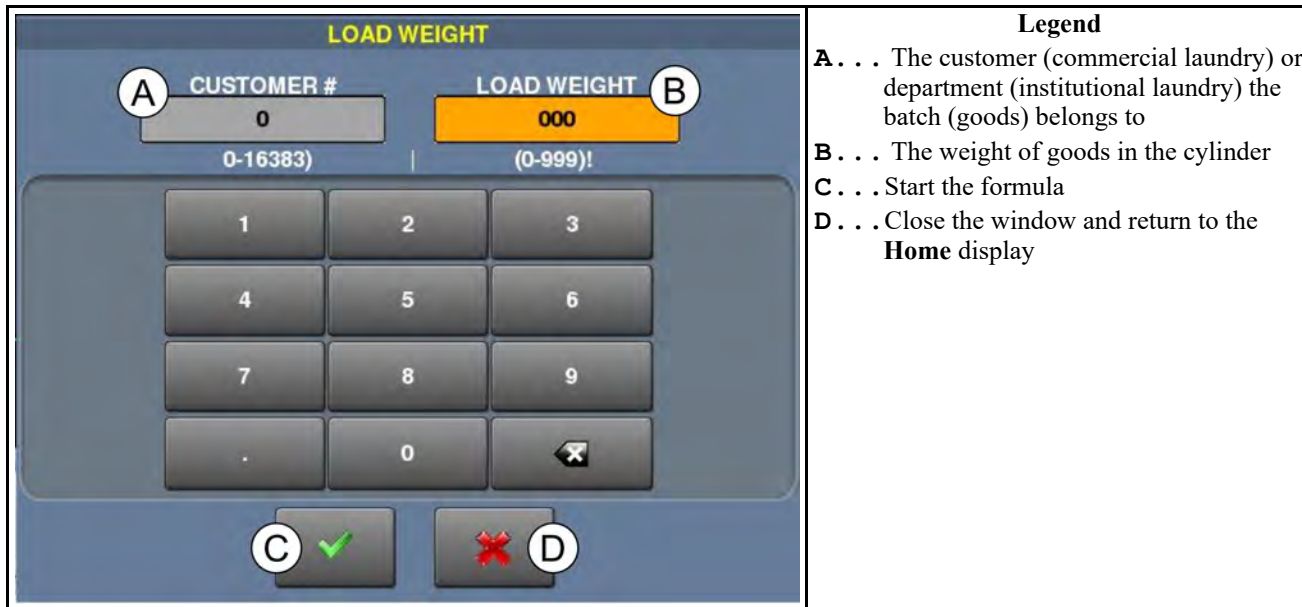 LOAD WEIGHT
A
CUSTOMER #
LOAD WEIGHT
B
0
000
0-16383)
|
(0-999)!
1 2 3
4 5 6
7 8 9
. 0
C
D
Legend
A... The customer (commercial laundry) or
department (institutional laundry) the
batch (goods) belongs to
B... The weight of goods in the cylinder
C...Start the formula
D...Close the window and return to the
Home display